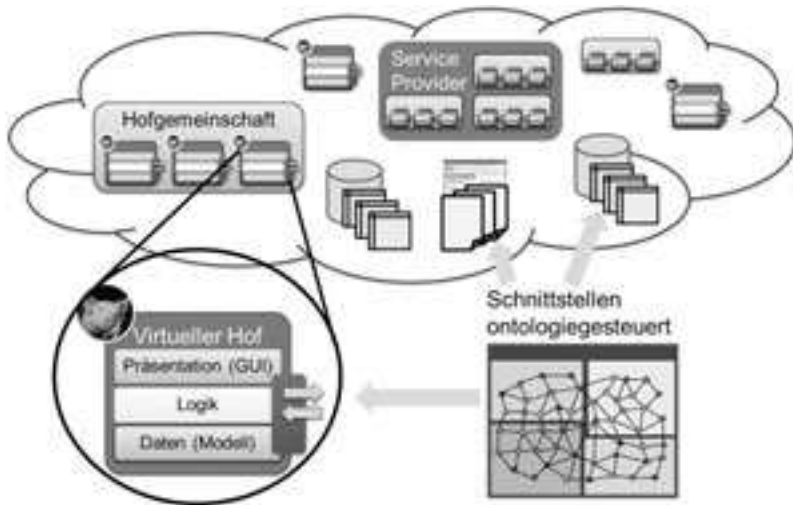 Service
Provider
Hofgemeinschaft
Schnittstellen
ontologiegesteuert
Virtueller Hof
Präsentation (GUI)
Logik
Daten (Modell)